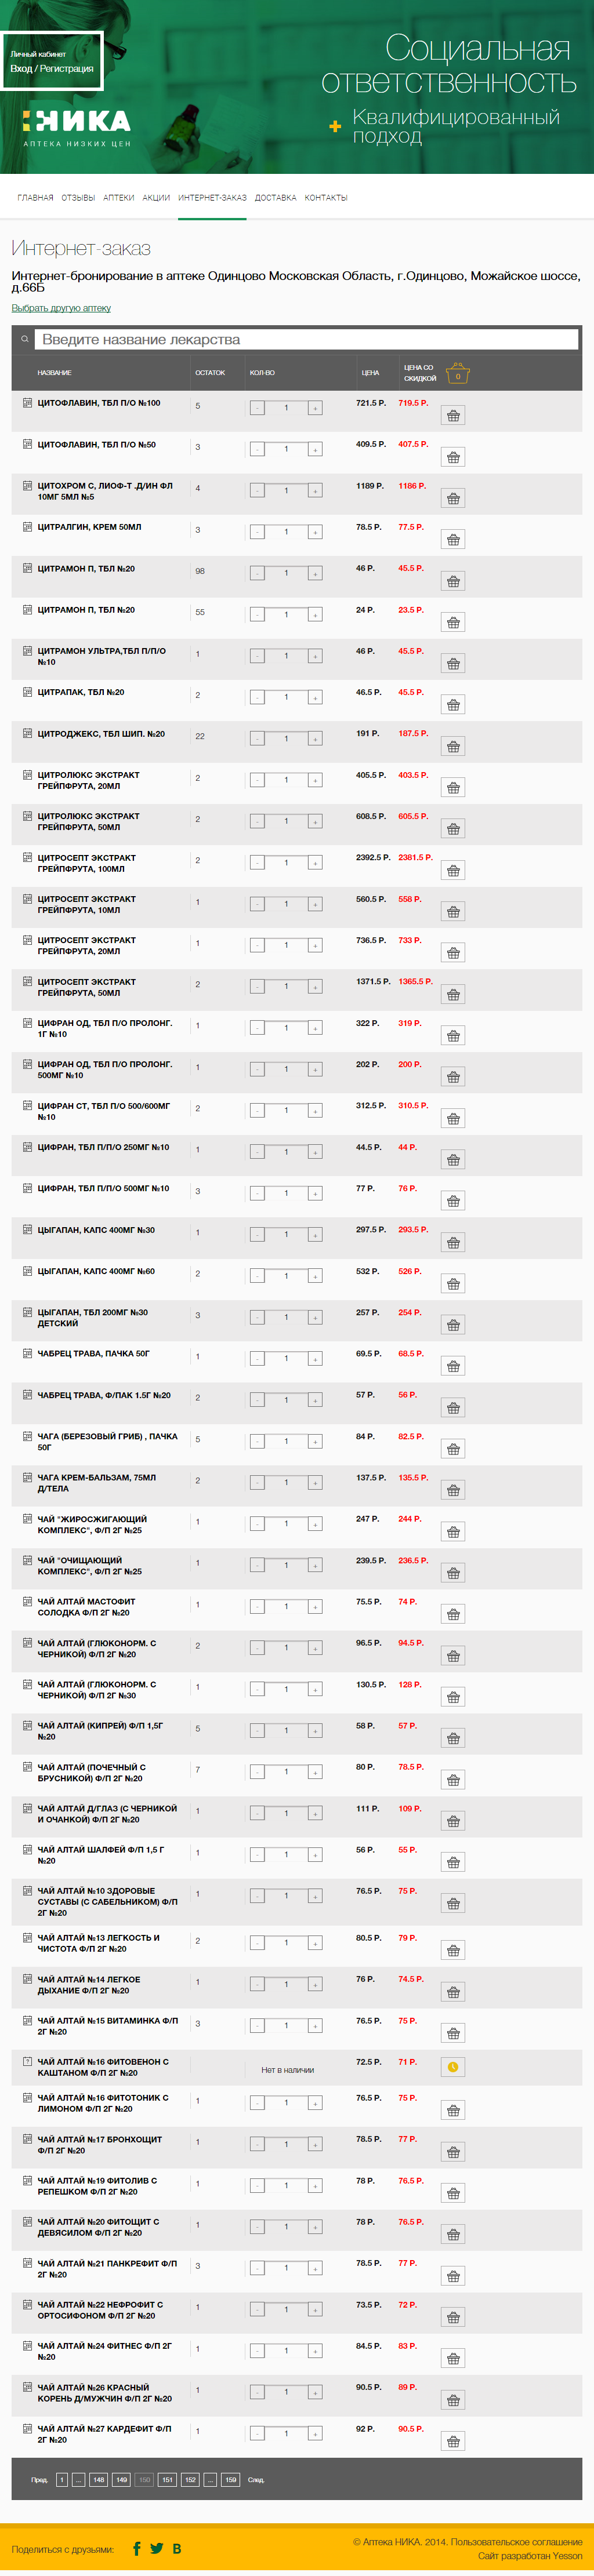 Личный кабинет
Вход / Регистрация
Социальная
ответственность
Квалифицированный
подход
НИКА
АПТЕКА НИЗКИХ ЦЕН
ГЛАВНАЯ ОТЗЫВЫ АПТЕКИ АКЦИИ ИНТЕРНЕТ-ЗАКАЗ ДОСТАВКА КОНТАКТЫ
Интернет-заказ
Интернет-бронирование в аптеке Одинцово Московская Область, г.Одинцово, Можайское шоссе,
д.66Б
Выбрать другую аптеку
Введите название лекарства
НАЗВАНИЕ ОСТАТОК КОЛ-ВО ЦЕНА ЦЕНА СО
СКИДКОЙ 0
ЦИТОФЛАВИН, ТБЛ П/О №100 5 - 1 + 721.5 Р. 719.5 Р.
ЦИТОФЛАВИН, ТБЛ П/О №50 3 - 1 + 409.5 Р. 407.5 Р.
ЦИТОХРОМ С, ЛИОФ-Т .Д/ИН ФЛ 4 - 1 + 1189 Р. 1186 Р.
10МГ 5МЛ №5
ЦИТРАЛГИН, КРЕМ 50МЛ 3 - 1 + 78.5 Р. 77.5 Р.
ЦИТРАМОН П, ТБЛ №20 98 - 1 + 46 Р. 45.5 Р.
ЦИТРАМОН П, ТБЛ №20 55 - 1 + 24 Р. 23.5 Р.
ЦИТРАМОН УЛЬТРА,ТБЛ П/П/О 1 - 1 + 46 Р. 45.5 Р.
№10
ЦИТРАПАК, ТБЛ №20 2 - 1 + 46.5 Р. 45.5 Р.
ЦИТРОДЖЕКС, ТБЛ ШИП. №20 22 - 1 + 191 Р. 187.5 Р.
ЦИТРОЛЮКС ЭКСТРАКТ 2 - 1 + 405.5 Р. 403.5 Р.
ГРЕЙПФРУТА, 20МЛ
ЦИТРОЛЮКС ЭКСТРАКТ 2 - 1 + 608.5 Р. 605.5 Р.
ГРЕЙПФРУТА, 50МЛ
ЦИТРОСЕПТ ЭКСТРАКТ 2 - 1 + 2392.5 Р. 2381.5 Р.
ГРЕЙПФРУТА, 100МЛ
ЦИТРОСЕПТ ЭКСТРАКТ 1 - 1 + 560.5 Р. 558 Р.
ГРЕЙПФРУТА, 10МЛ
ЦИТРОСЕПТ ЭКСТРАКТ 1 - 1 + 736.5 Р. 733 Р.
ГРЕЙПФРУТА, 20МЛ
ЦИТРОСЕПТ ЭКСТРАКТ 2 - 1 + 1371.5 Р. 1365.5 Р.
ГРЕЙПФРУТА, 50МЛ
ЦИФРАН ОД, ТБЛ П/О ПРОЛОНГ. 1 - 1 + 322 Р. 319 Р.
1Г №10
ЦИФРАН ОД, ТБЛ П/О ПРОЛОНГ. 1 - 1 + 202 Р. 200 Р.
500МГ №10
ЦИФРАН СТ, ТБЛ П/О 500/600МГ 2 - 1 + 312.5 Р. 310.5 Р.
№10
ЦИФРАН, ТБЛ П/П/О 250МГ №10 1 - 1 + 44.5 Р. 44 Р.
ЦИФРАН, ТБЛ П/П/О 500МГ №10 3 - 1 + 77 Р. 76 Р.
ЦЫГАПАН, КАПС 400МГ №30 1 - 1 + 297.5 Р. 293.5 Р.
ЦЫГАПАН, КАПС 400МГ №60 2 - 1 + 532 Р. 526 Р.
ЦЫГАПАН, ТБЛ 200МГ №30 3 - 1 + 257 Р. 254 Р.
ДЕТСКИЙ
ЧАБРЕЦ ТРАВА, ПАЧКА 50Г 1 - 1 + 69.5 Р. 68.5 Р.
ЧАБРЕЦ ТРАВА, Ф/ПАК 1.5Г №20 2 - 1 + 57 Р. 56 Р.
ЧАГА (БЕРЕЗОВЫЙ ГРИБ) , ПАЧКА 5 - 1 + 84 Р. 82.5 Р.
50Г
ЧАГА КРЕМ-БАЛЬЗАМ, 75МЛ 2 - 1 + 137.5 Р. 135.5 Р.
Д/ТЕЛА
ЧАЙ "ЖИРОСЖИГАЮЩИЙ 1 - 1 + 247 Р. 244 Р.
КОМПЛЕКС", Ф/П 2Г №25
ЧАЙ "ОЧИЩАЮЩИЙ 1 - 1 + 239.5 Р. 236.5 Р.
КОМПЛЕКС", Ф/П 2Г №25
ЧАЙ АЛТАЙ МАСТОФИТ 1 - 1 + 75.5 Р. 74 Р.
СОЛОДКА Ф/П 2Г №20
ЧАЙ АЛТАЙ (ГЛЮКОНОРМ. С 2 - 1 + 96.5 Р. 94.5 Р.
ЧЕРНИКОЙ) Ф/П 2Г №20
ЧАЙ АЛТАЙ (ГЛЮКОНОРМ. С 1 - 1 + 130.5 Р. 128 Р.
ЧЕРНИКОЙ) Ф/П 2Г №30
ЧАЙ АЛТАЙ (КИПРЕЙ) Ф/П 1,5Г 5 - 1 + 58 Р. 57 Р.
№20
ЧАЙ АЛТАЙ (ПОЧЕЧНЫЙ С 7 - 1 + 80 Р. 78.5 Р.
БРУСНИКОЙ) Ф/П 2Г №20
ЧАЙ АЛТАЙ Д/ГЛАЗ (С ЧЕРНИКОЙ 1 - 1 + 111 Р. 109 Р.
И ОЧАНКОЙ) Ф/П 2Г №20
ЧАЙ АЛТАЙ ШАЛФЕЙ Ф/П 1,5 Г 1 - 1 + 56 Р. 55 Р.
№20
ЧАЙ АЛТАЙ №10 ЗДОРОВЫЕ 1 - 1 + 76.5 Р. 75 Р.
СУСТАВЫ (С САБЕЛЬНИКОМ) Ф/П
2Г №20
ЧАЙ АЛТАЙ №13 ЛЕГКОСТЬ И 2 - 1 + 80.5 Р. 79 Р.
ЧИСТОТА Ф/П 2Г №20
ЧАЙ АЛТАЙ №14 ЛЕГКОЕ 1 - 1 + 76 Р. 74.5 Р.
ДЫХАНИЕ Ф/П 2Г №20
ЧАЙ АЛТАЙ №15 ВИТАМИНКА Ф/П 3 - 1 + 76.5 Р. 75 Р.
2Г №20
ЧАЙ АЛТАЙ №16 ФИТОВЕНОН С Нет в наличии 72.5 Р. 71 Р.
КАШТАНОМ Ф/П 2Г №20
ЧАЙ АЛТАЙ №16 ФИТОТОНИК С 1 - 1 + 76.5 Р. 75 Р.
ЛИМОНОМ Ф/П 2Г №20
ЧАЙ АЛТАЙ №17 БРОНХОЩИТ 1 - 1 + 78.5 Р. 77 Р.
Ф/П 2Г №20
ЧАЙ АЛТАЙ №19 ФИТОЛИВ С 1 - 1 + 78 Р. 76.5 Р.
РЕПЕШКОМ Ф/П 2Г №20
ЧАЙ АЛТАЙ №20 ФИТОЩИТ С 1 - 1 + 78 Р. 76.5 Р.
ДЕВЯСИЛОМ Ф/П 2Г №20
ЧАЙ АЛТАЙ №21 ПАНКРЕФИТ Ф/П 3 - 1 + 78.5 Р. 77 Р.
2Г №20
ЧАЙ АЛТАЙ №22 НЕФРОФИТ С 1 - 1 + 73.5 Р. 72 Р.
ОРТОСИФОНОМ Ф/П 2Г №20
ЧАЙ АЛТАЙ №24 ФИТНЕС Ф/П 2Г 1 - 1 + 84.5 Р. 83 Р.
№20
ЧАЙ АЛТАЙ №26 КРАСНЫЙ 1 - 1 + 90.5 Р. 89 Р.
КОРЕНЬ Д/МУЖЧИН Ф/П 2Г №20
ЧАЙ АЛТАЙ №27 КАРДЕФИТ Ф/П 1 - 1 + 92 Р. 90.5 Р.
2Г №20
Пред. 1 ... 148 149 150 151 152 ... 159 След.
Поделиться с друзьями:
© Аптека НИКА. 2014. Пользовательское соглашение
Сайт разработан Yesson